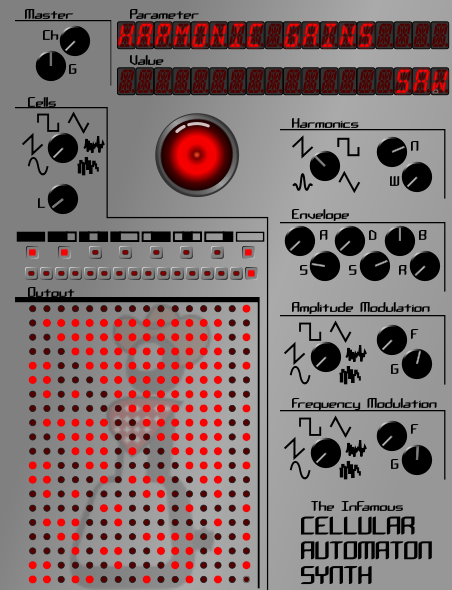 Master
Ch
G
Parameter
HARMONIC GAINS
Value
SAW
Cells
L
Harmonics
n
W
Envelope
A
D
B
S
S
R
Amplitude Modulation
F
G
Frequency Modulation
F
G
Output
The Infamous
CELLULAR
AUTOMATON
SYNTH